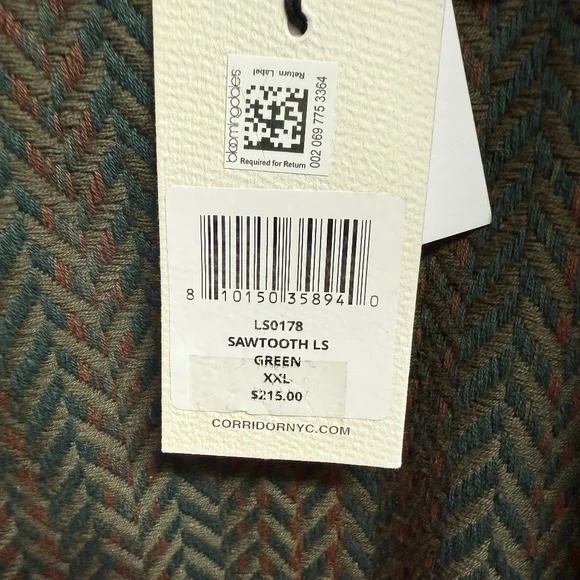 Return Label
bloomingdales
002 069 775 3364
Required for Return
8 10150 35894 0
LS0178
SAWTOOTH LS
GREEN
XXL
$215.00
CORRIDORNYC.COM